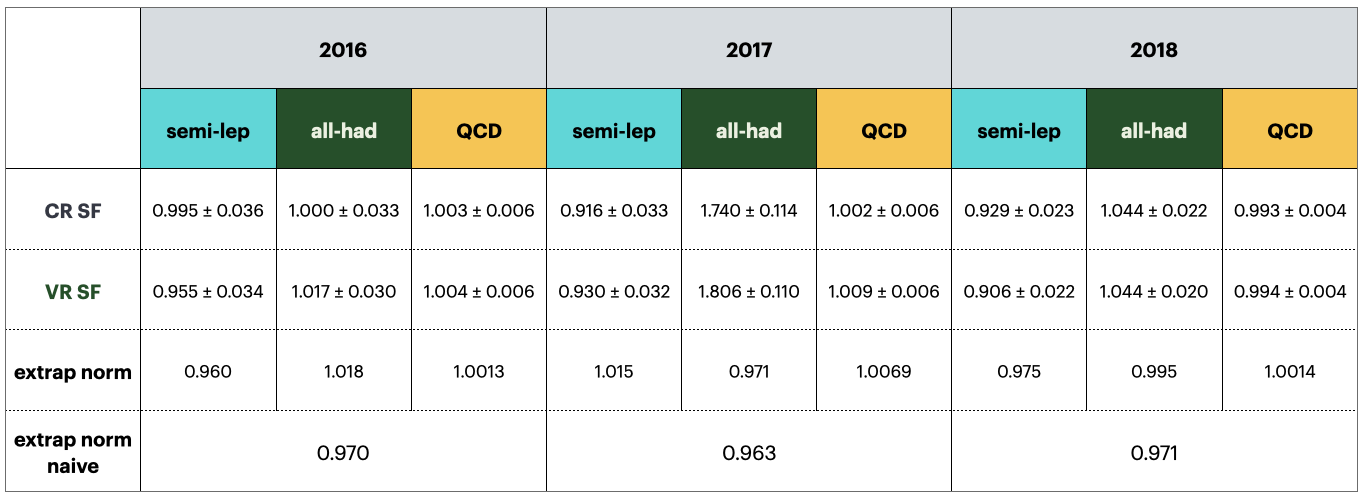 2016 2017 2018
semi-lep all-had QCD semi-lep all-had QCD semi-lep all-had QCD
CR SF 0.995 ± 0.036 1.000 ± 0.033 1.003 ± 0.006 0.916 ± 0.033 1.740 ± 0.114 1.002 ± 0.006 0.929 ± 0.023 1.044 ± 0.022 0.993 ± 0.004
VR SF 0.955 ± 0.034 1.017 ± 0.030 1.004 ± 0.006 0.930 ± 0.032 1.806 ± 0.110 1.009 ± 0.006 0.906 ± 0.022 1.044 ± 0.020 0.994 ± 0.004
extrap norm 0.960 1.018 1.0013 1.015 0.971 1.0069 0.975 0.995 1.0014
extrap norm
naive 0.970 0.963 0.971